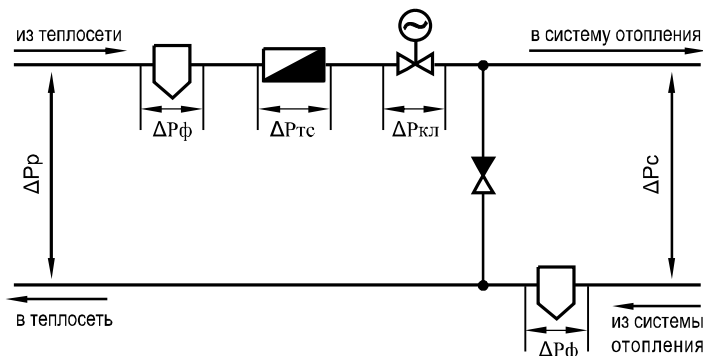 из теплосети
в систему отопления
ΔPф
ΔPтс
ΔPкл
ΔPр
ΔPс
в теплосеть
ΔPф
из системы
отопления